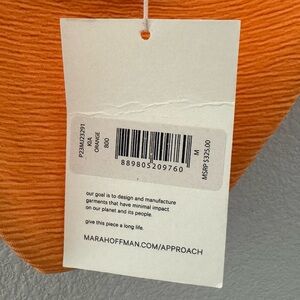 P23MJ23291
KIA
ORANGE
800
889805209760
M
MSRP $325.00
our goal is to design and manufacture
garments that have minimal impact
on our planet and its people.
give this piece a long life.
MARAHOFFMAN.COM/APPROACH